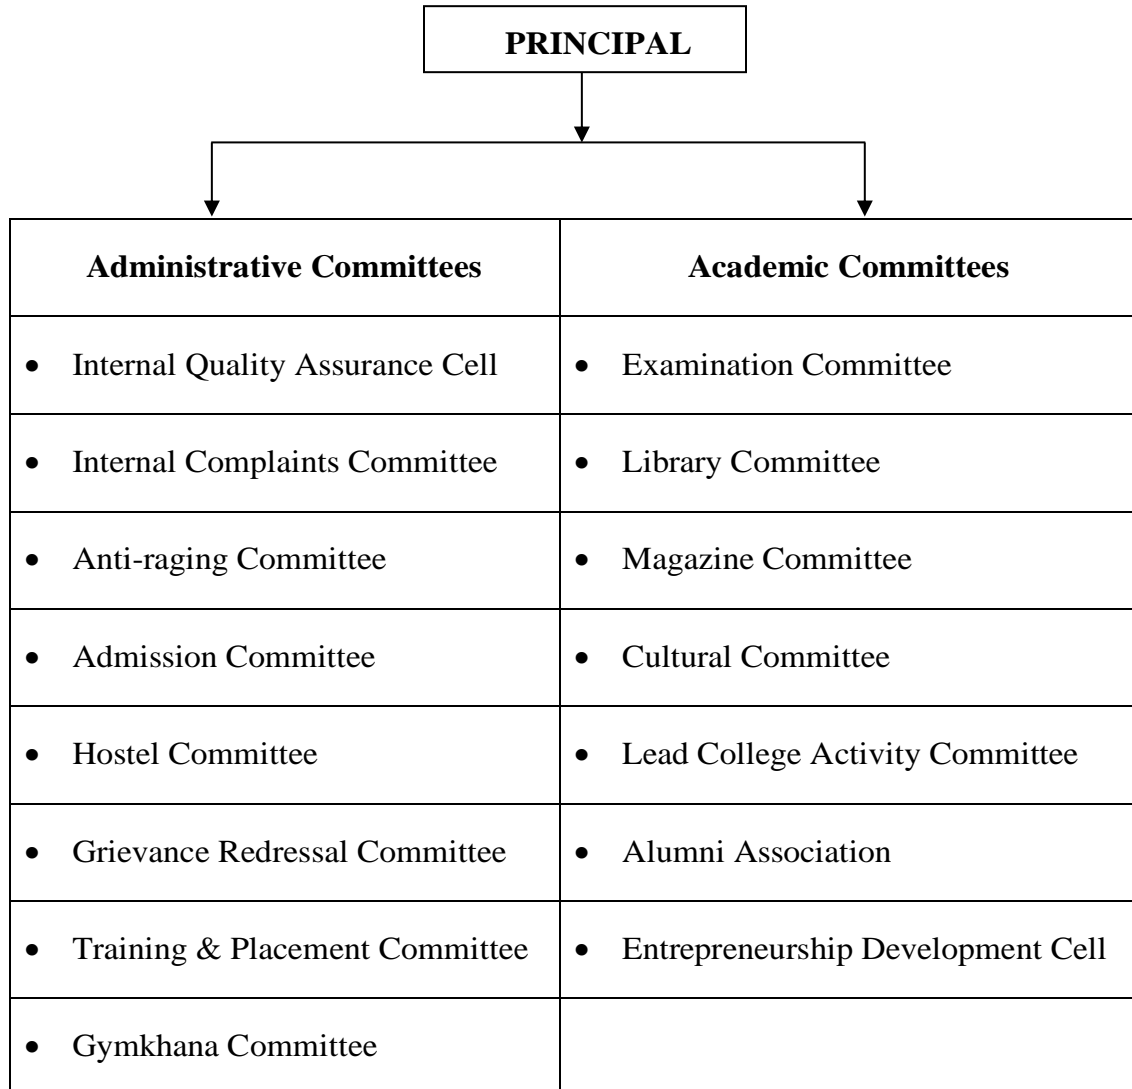 PRINCIPAL
Administrative Committees
Academic Committees
• Internal Quality Assurance Cell
• Examination Committee
• Internal Complaints Committee
• Library Committee
• Anti-raging Committee
• Magazine Committee
• Admission Committee
• Cultural Committee
• Hostel Committee
• Lead College Activity Committee
• Grievance Redressal Committee
• Alumni Association
• Training & Placement Committee
• Entrepreneurship Development Cell
• Gymkhana Committee